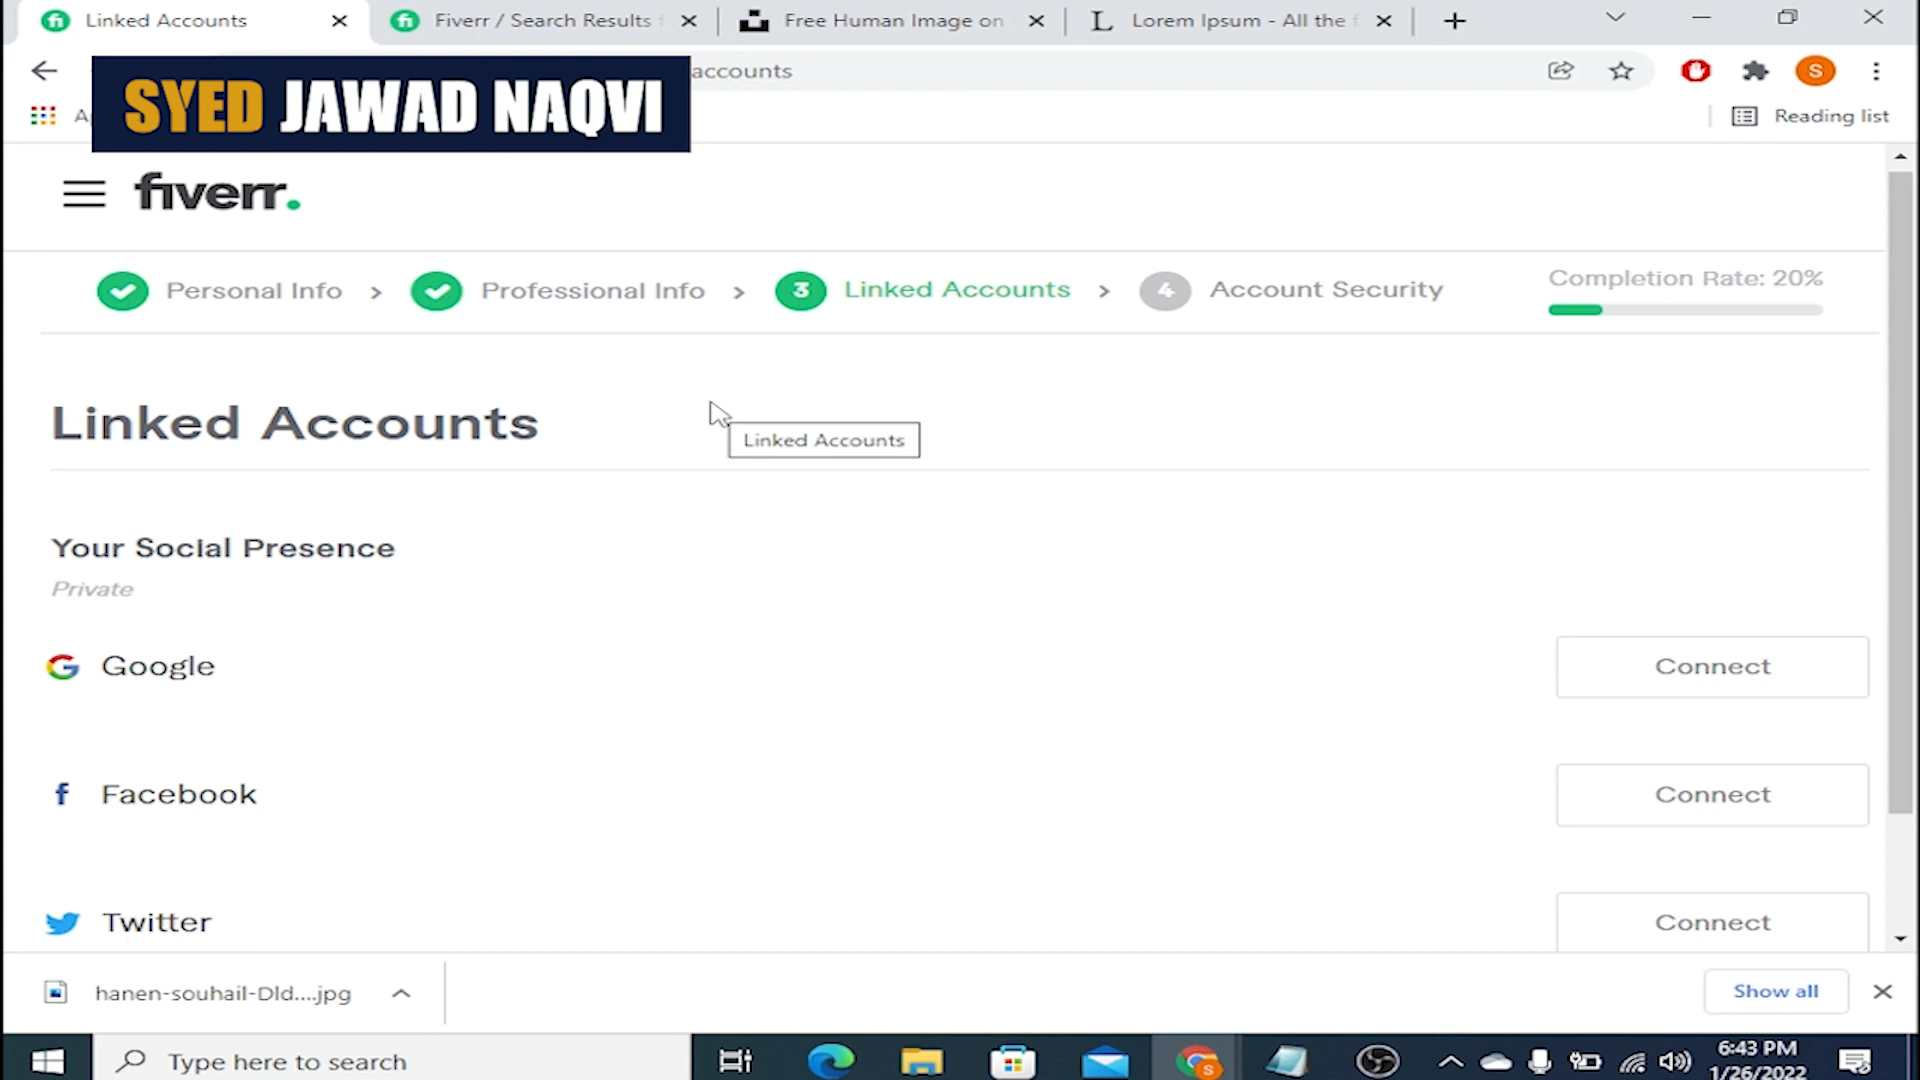 Linked Accounts
Fiverr / Search Results f
Free Human Image on
Lorem Ipsum - All the f
accounts
SYED JAWAD NAQVI
Reading list
fiverr.
Personal Info > Professional Info > 3 Linked Accounts > 4 Account Security
Completion Rate: 20%
Linked Accounts
Linked Accounts
Your Social Presence
Private
Google
Connect
Facebook
Connect
Twitter
Connect
hanen-souhail-Dld....jpg
Show all
Type here to search
6:43 PM
1/26/2022